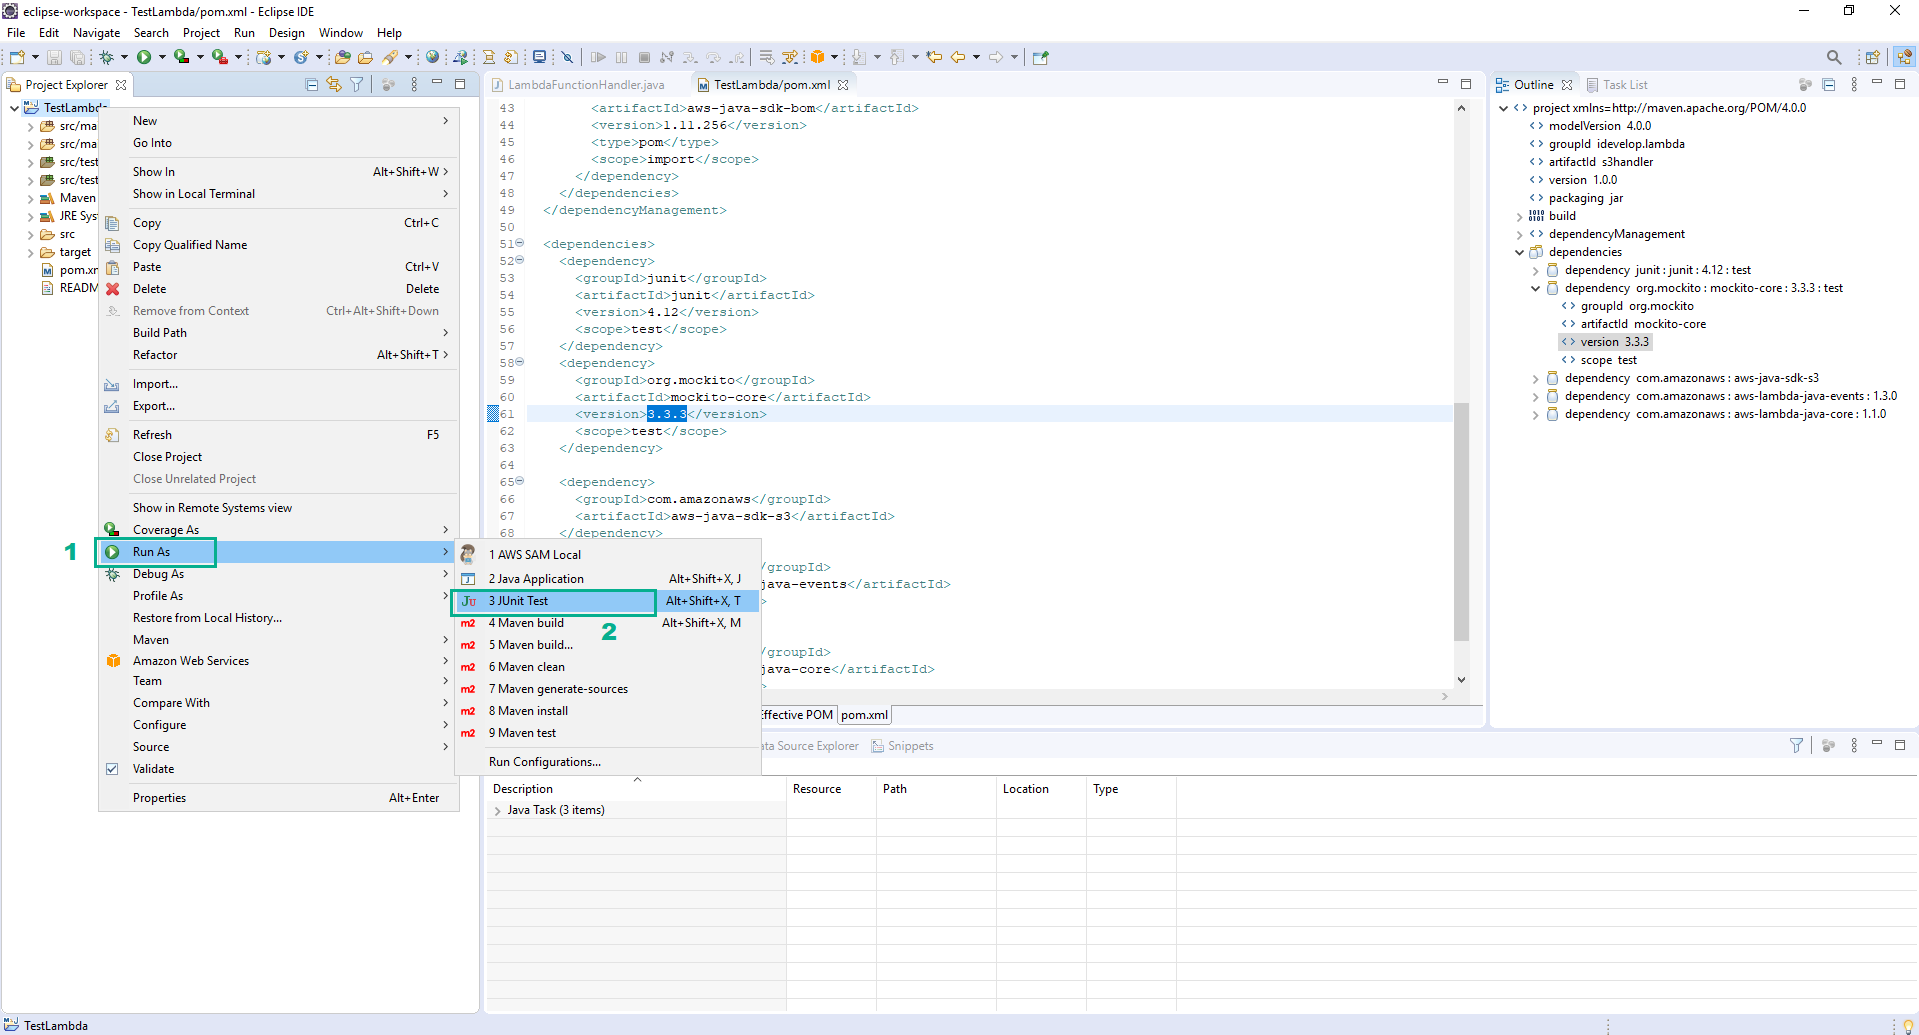 eclipse-workspace - TestLambda/pom.xml - Eclipse IDE
File Edit Navigate Search Project Run Design Window Help
Project Explorer
TestLambda
src/ma
src/ma
src/test
src/test
Maven
JRE Sys
src
target
pom.xm
READM
New
Go Into
Show In Alt+Shift+W
Show in Local Terminal
Copy Ctrl+C
Copy Qualified Name
Paste Ctrl+V
Delete Delete
Remove from Context Ctrl+Alt+Shift+Down
Build Path
Refactor Alt+Shift+T
Import...
Export...
Refresh F5
Close Project
Close Unrelated Project
Show in Remote Systems view
Coverage As
1 Run As
Debug As
Profile As
Restore from Local History...
Maven
Amazon Web Services
Team
Compare With
Configure
Source
Validate
Properties Alt+Enter
1 AWS SAM Local
2 Java Application Alt+Shift+X, J
3 JUnit Test Alt+Shift+X, T
2
4 Maven build Alt+Shift+X, M
5 Maven build...
6 Maven clean
7 Maven generate-sources
8 Maven install
9 Maven test
Run Configurations...
LambdaFunctionHandler.java TestLambda/pom.xml
43 <artifactId>aws-java-sdk-bom</artifactId>
44 <version>1.11.256</version>
45 <type>pom</type>
46 <scope>import</scope>
47 </dependency>
48 </dependencies>
49 </dependencyManagement>
50
51 <dependencies>
52 <dependency>
53 <groupId>junit</groupId>
54 <artifactId>junit</artifactId>
55 <version>4.12</version>
56 <scope>test</scope>
57 </dependency>
58 <dependency>
59 <groupId>org.mockito</groupId>
60 <artifactId>mockito-core</artifactId>
61 <version>3.3.3</version>
62 <scope>test</scope>
63 </dependency>
64
65 <dependency>
66 <groupId>com.amazonaws</groupId>
67 <artifactId>aws-java-sdk-s3</artifactId>
68 </dependency>
/groupId>
java-events</artifactId>
>
/groupId>
java-core</artifactId>
>
Effective POM pom.xml
Outline Task List
project xmlns=http://maven.apache.org/POM/4.0.0
modelVersion 4.0.0
groupId idevelop.lambda
artifactId s3handler
version 1.0.0
packaging jar
build
dependencyManagement
dependencies
dependency junit : junit : 4.12 : test
dependency org.mockito : mockito-core : 3.3.3 : test
groupId org.mockito
artifactId mockito-core
version 3.3.3
scope test
dependency com.amazonaws : aws-java-sdk-s3
dependency com.amazonaws : aws-lambda-java-events : 1.3.0
dependency com.amazonaws : aws-lambda-java-core : 1.1.0
ata Source Explorer Snippets
Description Resource Path Location Type
Java Task (3 items)
TestLambda